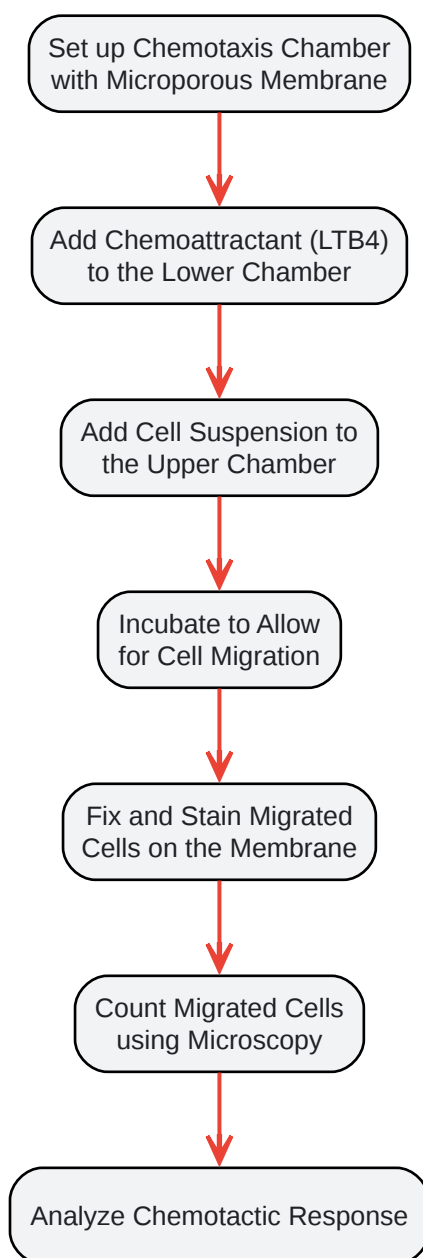 Set up Chemotaxis Chamber
with Microporous Membrane
Add Chemoattractant (LTB4)
to the Lower Chamber
Add Cell Suspension to
the Upper Chamber
Incubate to Allow
for Cell Migration
Fix and Stain Migrated
Cells on the Membrane
Count Migrated Cells
using Microscopy
Analyze Chemotactic Response